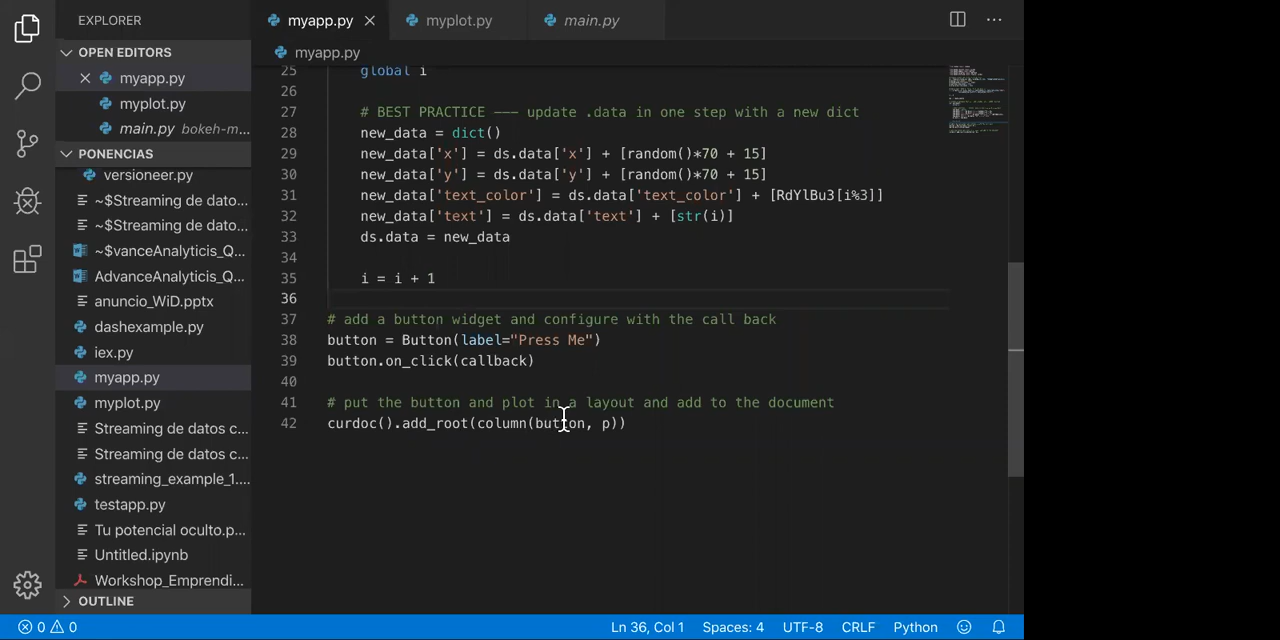 EXPLORER
myapp.py
myplot.py
main.py
OPEN EDITORS
myapp.py
myplot.py
main.py bokeh-m...
PONENCIAS
versioneer.py
~$Streaming de dato...
~$Streaming de dato...
~$vanceAnalyticis_Q...
AdvanceAnalyticis_Q...
anuncio_WiD.pptx
dashexample.py
iex.py
myapp.py
myplot.py
Streaming de datos c...
Streaming de datos c...
streaming_example_1....
testapp.py
Tu potencial oculto.p...
Untitled.ipynb
Workshop_Emprendi...
OUTLINE
myapp.py
25 global i
26
27 # BEST PRACTICE --- update .data in one step with a new dict
28 new_data = dict()
29 new_data['x'] = ds.data['x'] + [random()*70 + 15]
30 new_data['y'] = ds.data['y'] + [random()*70 + 15]
31 new_data['text_color'] = ds.data['text_color'] + [RdYlBu3[i%3]]
32 new_data['text'] = ds.data['text'] + [str(i)]
33 ds.data = new_data
34
35 i = i + 1
36
37 # add a button widget and configure with the call back
38 button = Button(label="Press Me")
39 button.on_click(callback)
40
41 # put the button and plot in a layout and add to the document
42 curdoc().add_root(column(button, p))
0 0 Ln 36, Col 1 Spaces: 4 UTF-8 CRLF Python